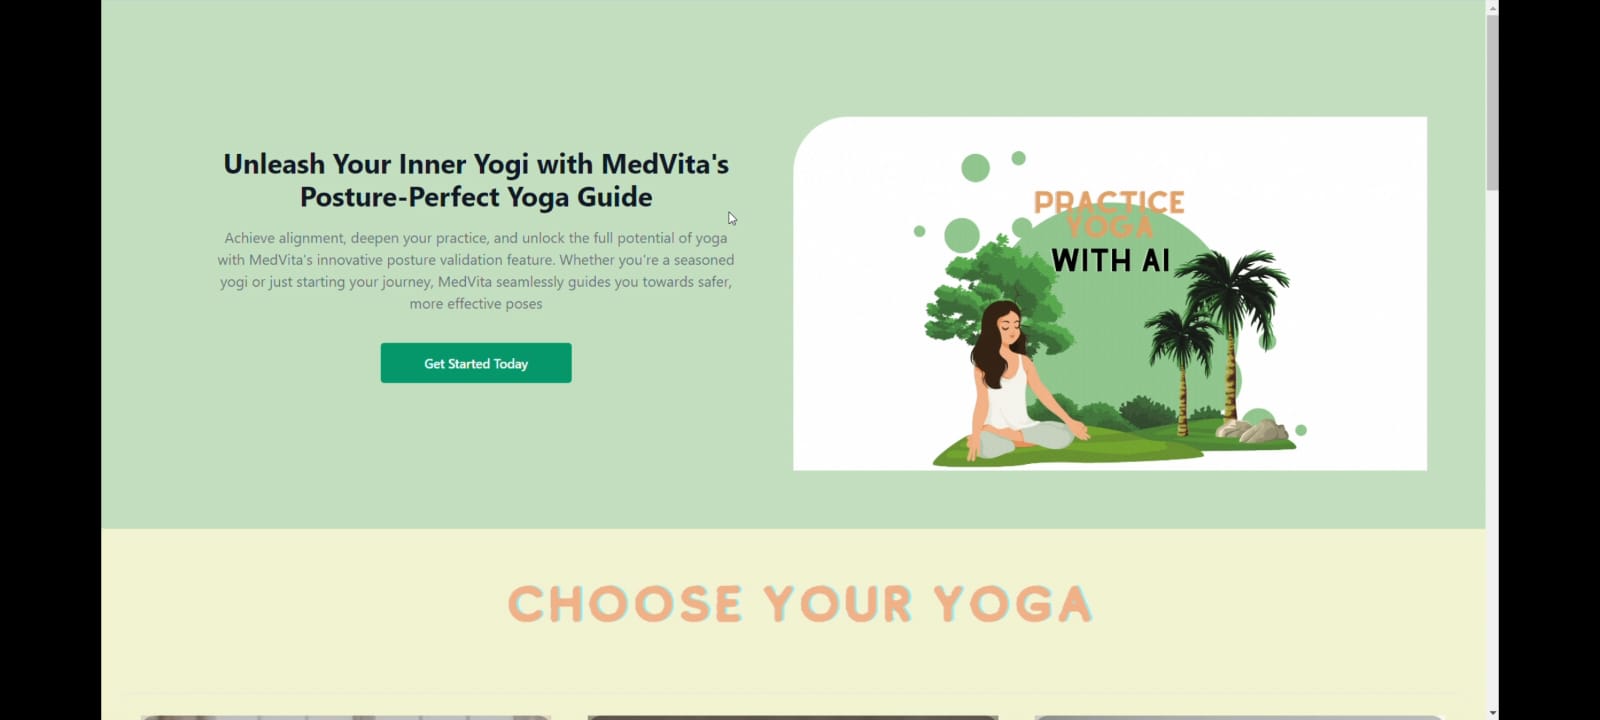 Unleash Your Inner Yogi with MedVita's
Posture-Perfect Yoga Guide
Achieve alignment, deepen your practice, and unlock the full potential of yoga
with MedVita's innovative posture validation feature. Whether you're a seasoned
yogi or just starting your journey, MedVita seamlessly guides you towards safer,
more effective poses
Get Started Today
PRACTICE
YOGA
WITH AI
CHOOSE YOUR YOGA